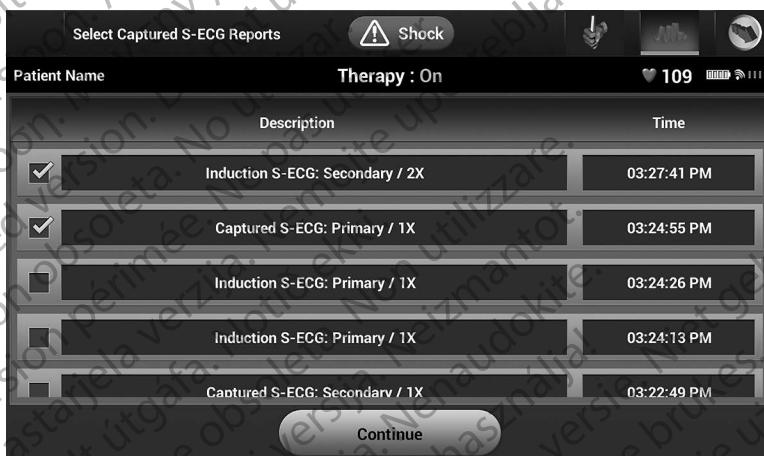 Select Captured S-ECG Reports
Shock
Patient Name
Therapy : On
109
Description
Time
Induction S-ECG: Secondary / 2X
03:27:41 PM
Captured S-ECG: Primary / 1X
03:24:55 PM
Induction S-ECG: Primary / 1X
03:24:26 PM
Induction S-ECG: Primary / 1X
03:24:13 PM
Captured S-ECG: Secondary / 1X
03:22:49 PM
Continue